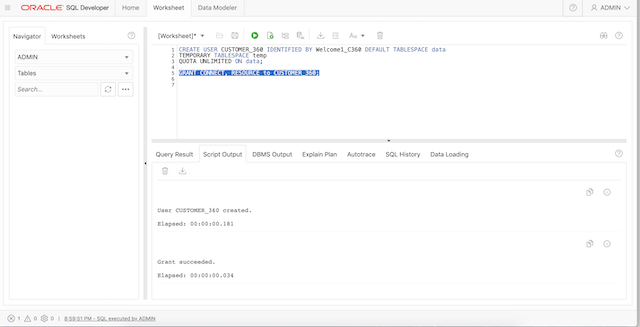 ORACLE SQL Developer Home Worksheet Data Modeler ADMIN
Navigator Worksheets
ADMIN
Tables
Search...
[Worksheet]*
Aa
1 CREATE USER CUSTOMER_360 IDENTIFIED BY Welcome1_C360 DEFAULT TABLESPACE data
2 TEMPORARY TABLESPACE temp
3 QUOTA UNLIMITED ON data;
4
5 GRANT CONNECT, RESOURCE to CUSTOMER_360;
6
7
Query Result Script Output DBMS Output Explain Plan Autotrace SQL History Data Loading
User CUSTOMER_360 created.
Elapsed: 00:00:00.181
Grant succeeded.
Elapsed: 00:00:00.034
1 0 0 8:59:51 PM - SQL executed by ADMIN